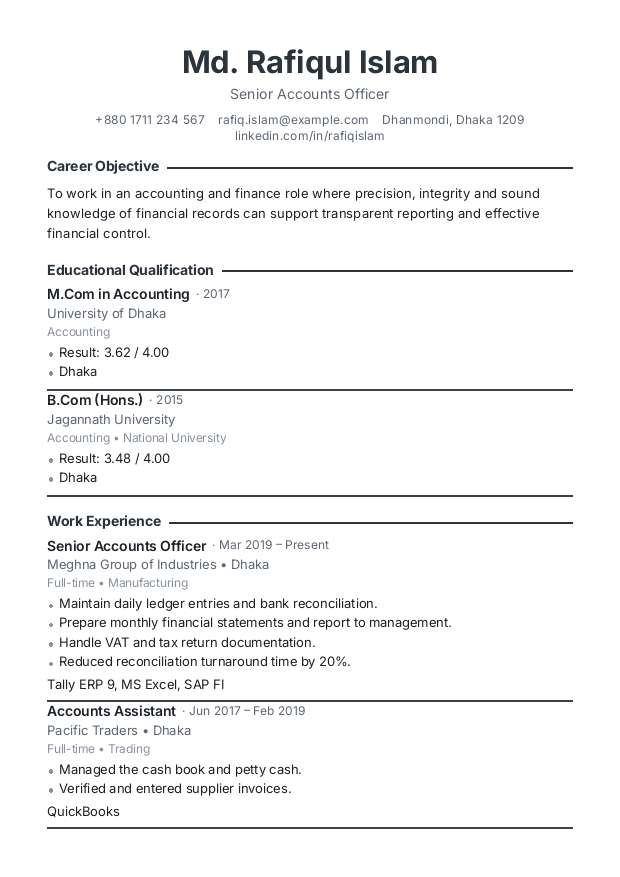 Md. Rafiqul Islam
Senior Accounts Officer
+880 1711 234 567 rafiq.islam@example.com Dhanmondi, Dhaka 1209
linkedin.com/in/rafiqislam
Career Objective
To work in an accounting and finance role where precision, integrity and sound
knowledge of financial records can support transparent reporting and effective
financial control.
Educational Qualification
M.Com in Accounting · 2017
University of Dhaka
Accounting
• Result: 3.62 / 4.00
• Dhaka
B.Com (Hons.) · 2015
Jagannath University
Accounting • National University
• Result: 3.48 / 4.00
• Dhaka
Work Experience
Senior Accounts Officer · Mar 2019 – Present
Meghna Group of Industries • Dhaka
Full-time • Manufacturing
• Maintain daily ledger entries and bank reconciliation.
• Prepare monthly financial statements and report to management.
• Handle VAT and tax return documentation.
• Reduced reconciliation turnaround time by 20%.
Tally ERP 9, MS Excel, SAP FI
Accounts Assistant · Jun 2017 – Feb 2019
Pacific Traders • Dhaka
Full-time • Trading
• Managed the cash book and petty cash.
• Verified and entered supplier invoices.
QuickBooks